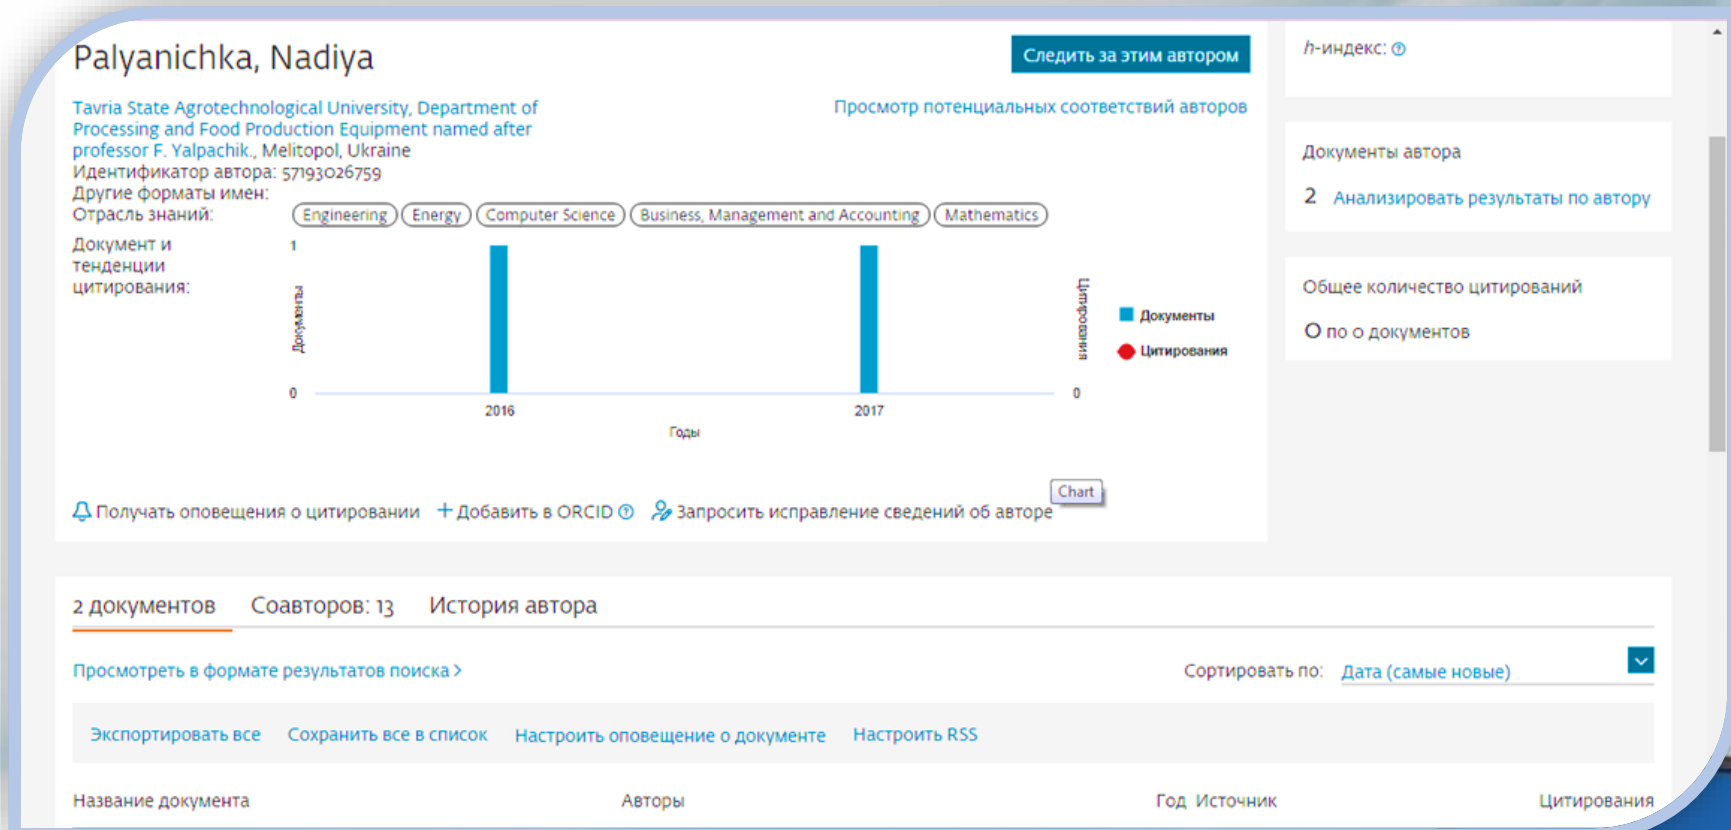 Palyanichka, Nadiya
Следить за этим автором
Tavria State Agrotechnological University, Department of
Processing and Food Production Equipment named after
professor F. Yalpachik., Melitopol, Ukraine
Просмотр потенциальных соответствий авторов
Идентификатор автора: 57193026759
Другие форматы имен:
Отрасль знаний: Engineering Energy Computer Science Business, Management and Accounting Mathematics
Документ и
тенденции
цитирования:
1
Документы
0
2016 2017
Годы
Цитирования
0
Документы
Цитирования
Chart
Получать оповещения о цитировании + Добавить в ORCID Запросить исправление сведений об авторе
h-индекс:
Документы автора
2 Анализировать результаты по автору
Общее количество цитирований
0 по 0 документов
2 документов Соавторов: 13 История автора
Просмотреть в формате результатов поиска >
Сортировать по: Дата (самые новые)
Экспортировать все Сохранить все в список Настроить оповещение о документе Настроить RSS
Название документа Авторы Год Источник Цитирования